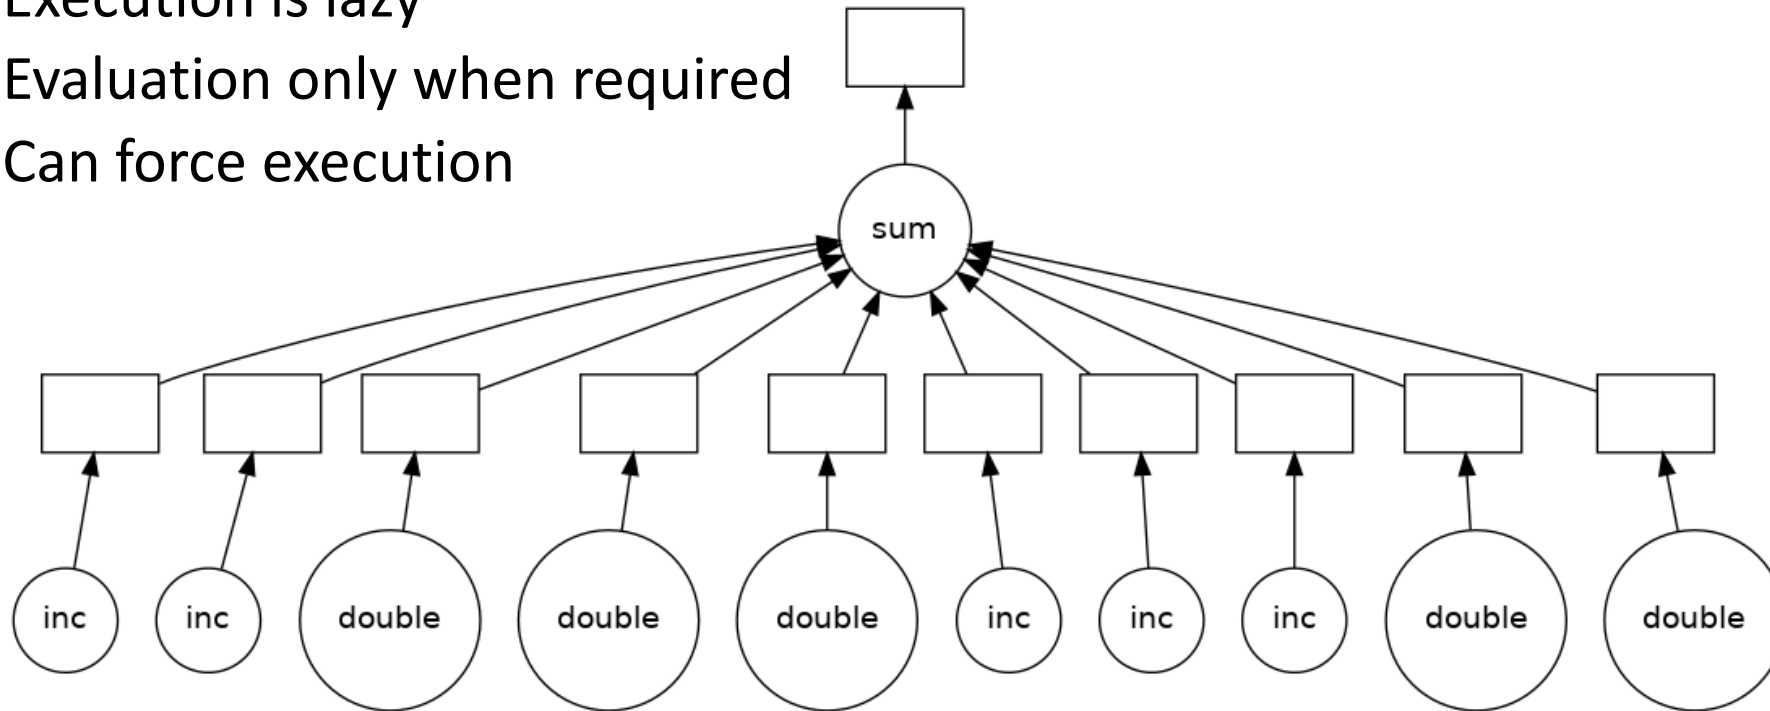 Execution is lazy
Evaluation only when required
Can force execution
sum
inc inc double double double inc inc inc double double